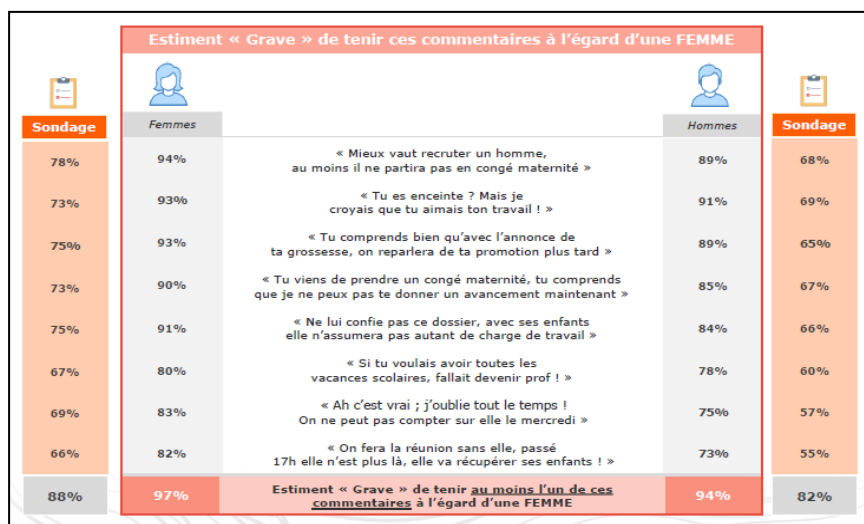 Estiment « Grave » de tenir ces commentaires à l'égard d'une FEMME
Sondage Femmes Hommes Sondage
« Mieux vaut recruter un homme,
78% 94% au moins il ne partira pas en congé maternité » 89% 68%
« Tu es enceinte ? Mais je
73% 93% croyais que tu aimais ton travail ! » 91% 69%
« Tu comprends bien qu'avec l'annonce de
75% 93% ta grossesse, on reparlera de ta promotion plus tard » 89% 65%
« Tu viens de prendre un congé maternité, tu comprends
73% 90% que je ne peux pas te donner un avancement maintenant » 85% 67%
« Ne lui confie pas ce dossier, avec ses enfants
75% 91% elle n'assumera pas autant de charge de travail » 84% 66%
« Si tu voulais avoir toutes les
67% 80% vacances scolaires, fallait devenir prof ! » 78% 60%
« Ah c'est vrai ; j'oublie tout le temps !
69% 83% On ne peut pas compter sur elle le mercredi » 75% 57%
« On fera la réunion sans elle, passé
66% 82% 17h elle n'est plus là, elle va récupérer ses enfants ! » 73% 55%
Estiment « Grave » de tenir au moins l'un de ces
88% 97% commentaires à l'égard d'une FEMME 94% 82%